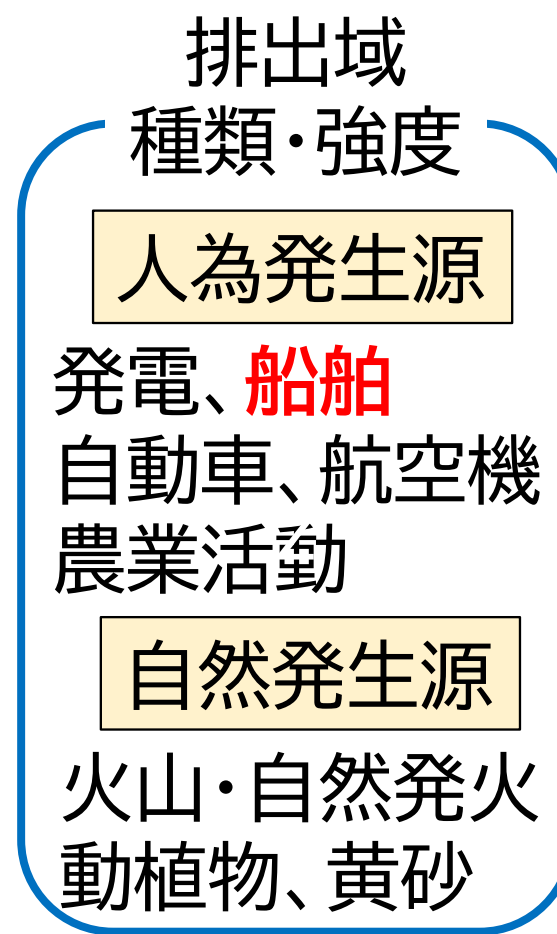 排出域
種類・強度
人為発生源
発電、船舶
自動車、航空機
農業活動
自然発生源
火山・自然発火
動植物、黄砂